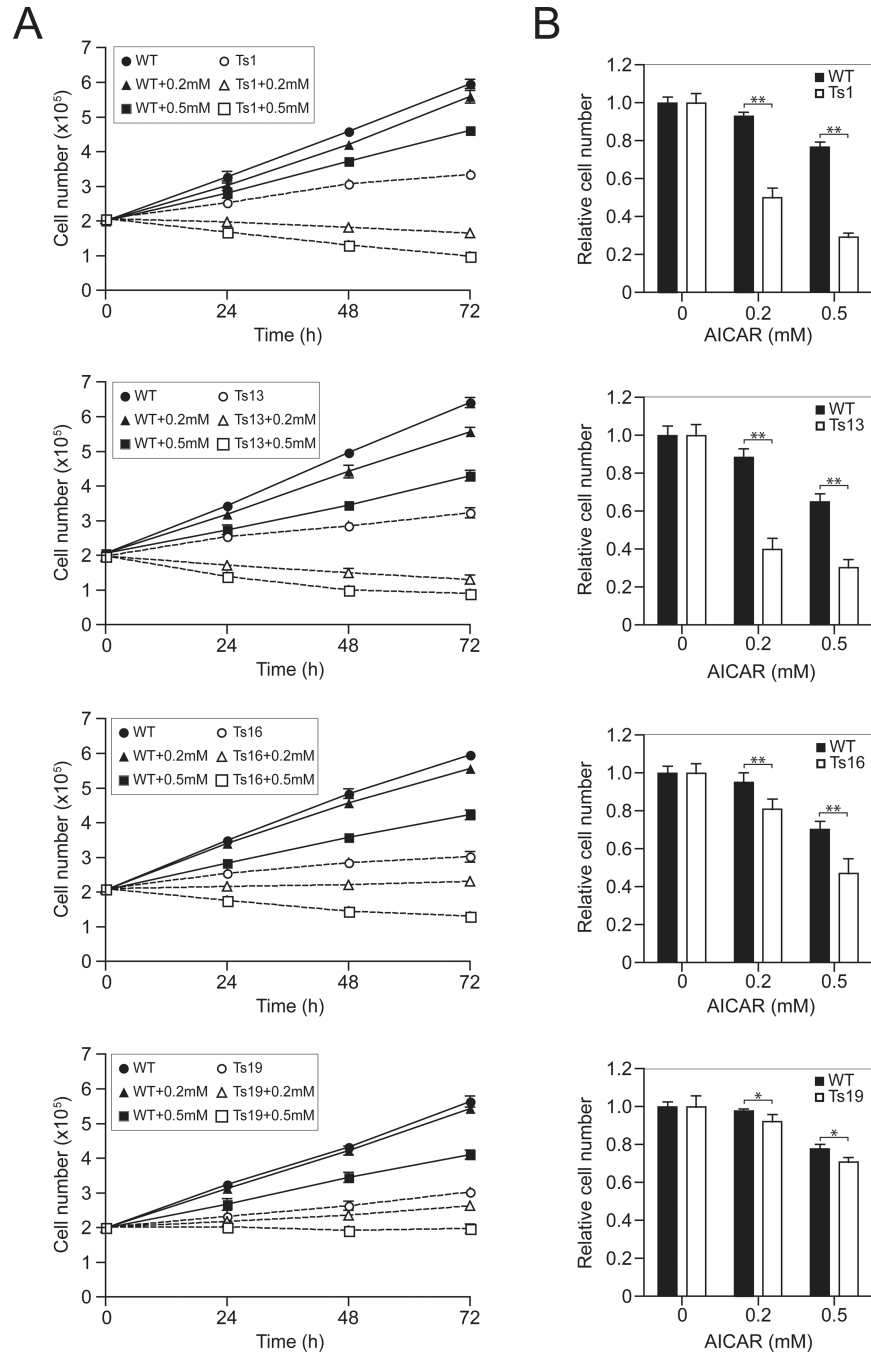 A
B
Cell number (x10⁵)
7
6
5
4
3
2
1
0
WT
Ts1
WT+0.2mM
Ts1+0.2mM
WT+0.5mM
Ts1+0.5mM
0 24 48 72
Time (h)
Relative cell number
1.2
1.0
0.8
0.6
0.4
0.2
0
WT
Ts1
**
**
0 0.2 0.5
AICAR (mM)
Cell number (x10⁵)
7
6
5
4
3
2
1
0
WT
Ts13
WT+0.2mM
Ts13+0.2mM
WT+0.5mM
Ts13+0.5mM
0 24 48 72
Time (h)
Relative cell number
1.2
1.0
0.8
0.6
0.4
0.2
0
WT
Ts13
**
**
0 0.2 0.5
AICAR (mM)
Cell number (x10⁵)
7
6
5
4
3
2
1
0
WT
Ts16
WT+0.2mM
Ts16+0.2mM
WT+0.5mM
Ts16+0.5mM
0 24 48 72
Time (h)
Relative cell number
1.2
1.0
0.8
0.6
0.4
0.2
0
WT
Ts16
**
**
0 0.2 0.5
AICAR (mM)
Cell number (x10⁵)
7
6
5
4
3
2
1
0
WT
Ts19
WT+0.2mM
Ts19+0.2mM
WT+0.5mM
Ts19+0.5mM
0 24 48 72
Time (h)
Relative cell number
1.2
1.0
0.8
0.6
0.4
0.2
0
WT
Ts19
*
*
0 0.2 0.5
AICAR (mM)